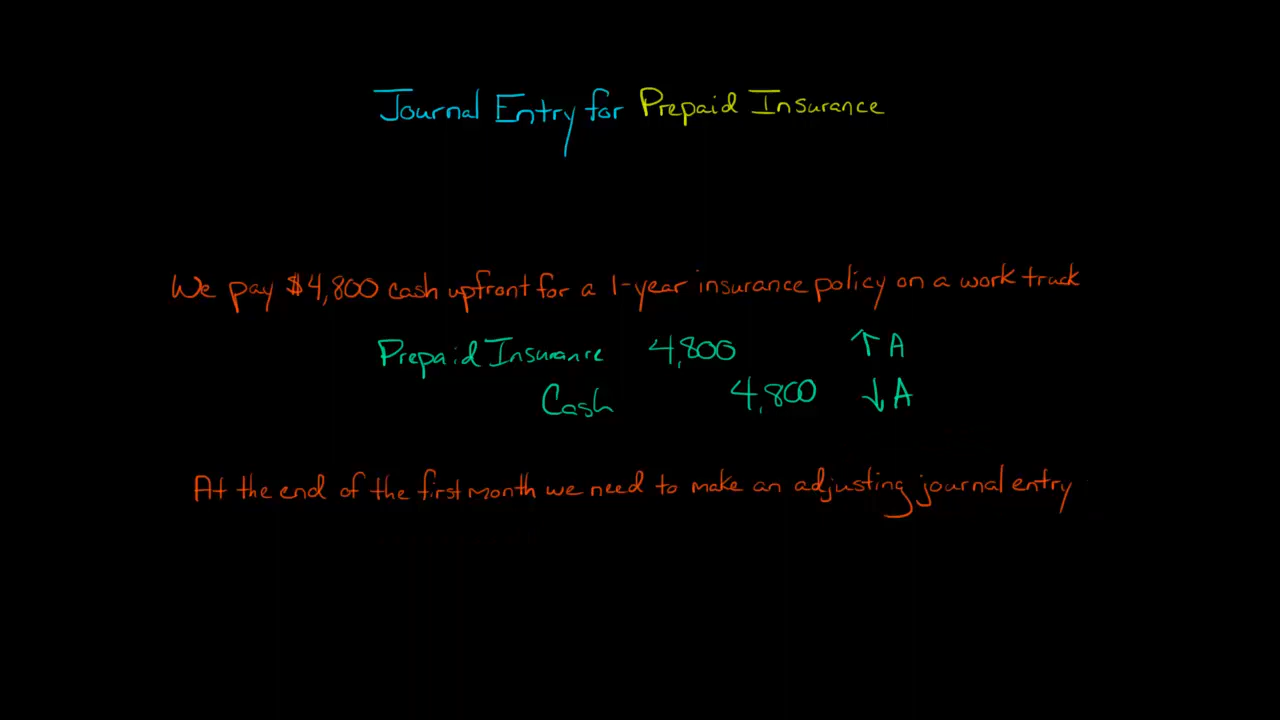 Journal Entry for Prepaid Insurance
We pay $4,800 cash upfront for a 1-year insurance policy on a work truck
Prepaid Insurance 4,800 ↑ A
Cash 4,800 ↓ A
At the end of the first month we need to make an adjusting journal entry